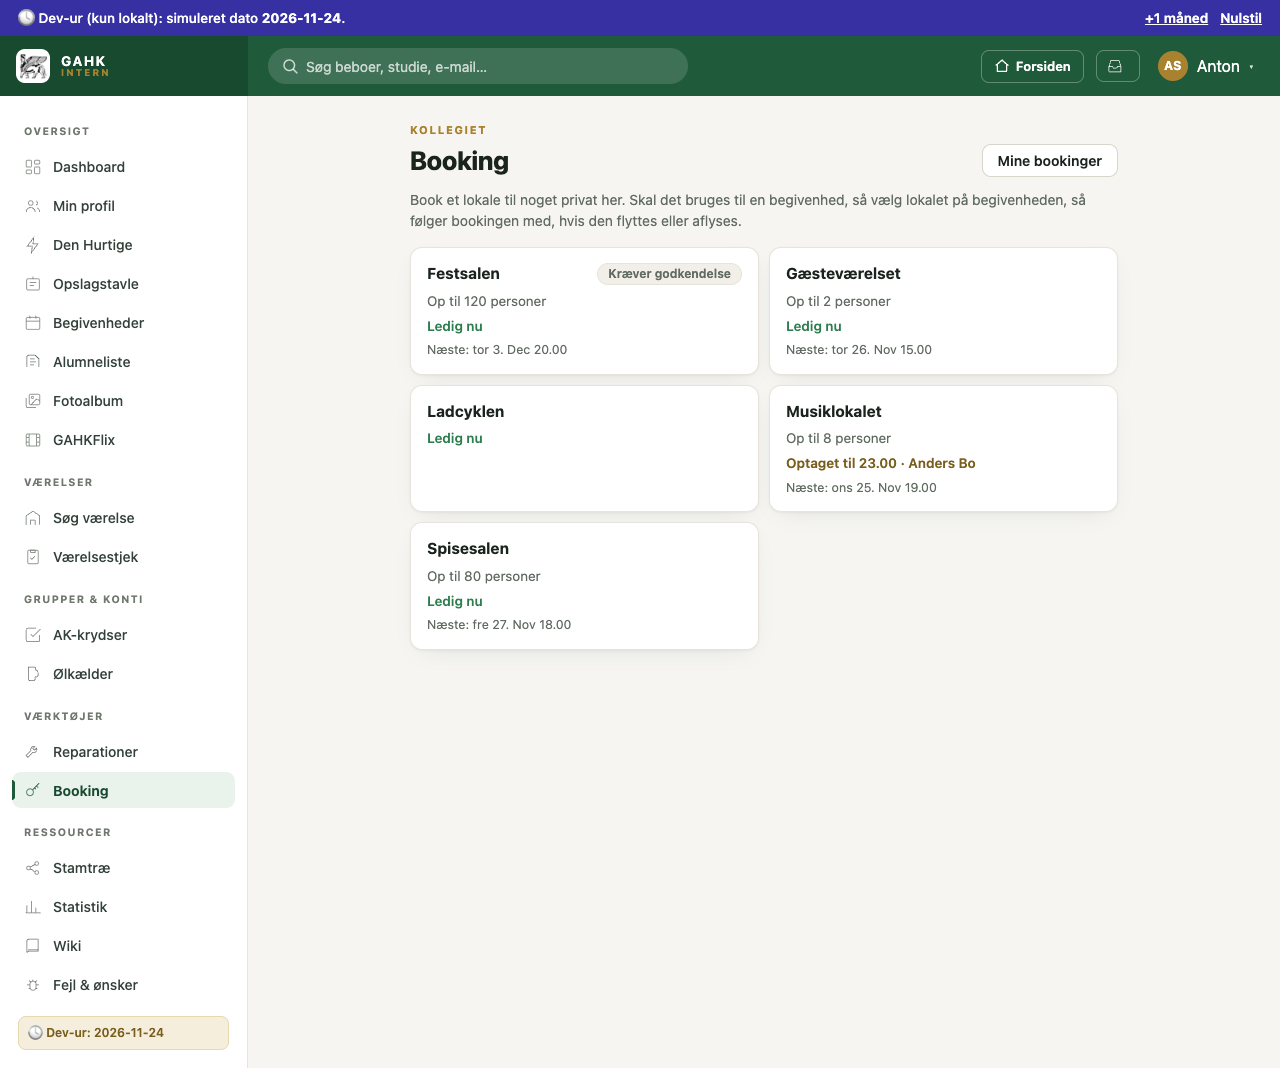 Dev-ur (kun lokalt): simuleret dato 2026-11-24.
+1 måned Nulstil
GAHK
INTERN
Søg beboer, studie, e-mail...
Forsiden
AS Anton
OVERSIGT
Dashboard
Min profil
Den Hurtige
Opslagstavle
Begivenheder
Alumneliste
Fotoalbum
GAHKFlix
VÆRELSER
Søg værelse
Værelsestjek
GRUPPER & KONTI
AK-krydser
Ølkælder
VÆRKTØJER
Reparationer
Booking
RESSOURCER
Stamtræ
Statistik
Wiki
Fejl & ønsker
Dev-ur: 2026-11-24
KOLLEGIET
Booking
Mine bookinger
Book et lokale til noget privat her. Skal det bruges til en begivenhed, så vælg lokalet på begivenheden, så
følger bookingen med, hvis den flyttes eller aflyses.
Festsalen
Kræver godkendelse
Op til 120 personer
Ledig nu
Næste: tor 3. Dec 20.00
Gæsteværelset
Op til 2 personer
Ledig nu
Næste: tor 26. Nov 15.00
Ladcyklen
Ledig nu
Musiklokalet
Op til 8 personer
Optaget til 23.00 · Anders Bo
Næste: ons 25. Nov 19.00
Spisesalen
Op til 80 personer
Ledig nu
Næste: fre 27. Nov 18.00